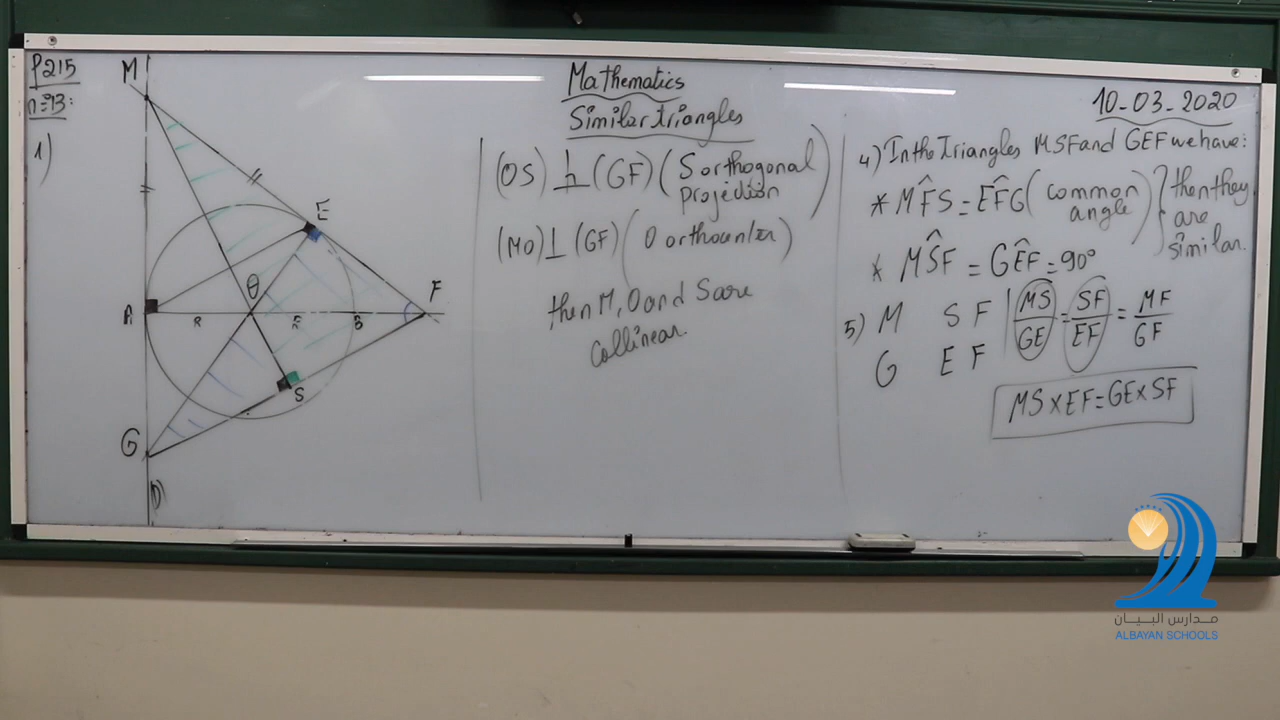 P215
n=13:
1)
M
E
A
R
O
R
B
F
S
G
D
Mathematics
Similar triangles
10-03-2020
(OS) ⊥ (GF) (S orthogonal
projection)
(MO) ⊥ (GF) (O orthocenter)
then M, O and S are
collinear.
4) In the triangles MSF and GEF we have:
* MF̂S = EF̂G (common
angle)
* MŜF = GÊF = 90°
} then they
are
similar.
5) M S F | MS/GE = SF/EF = MF/GF
G E F
MS×EF=GE×SF
مدارس البيان
ALBAYAN SCHOOLS